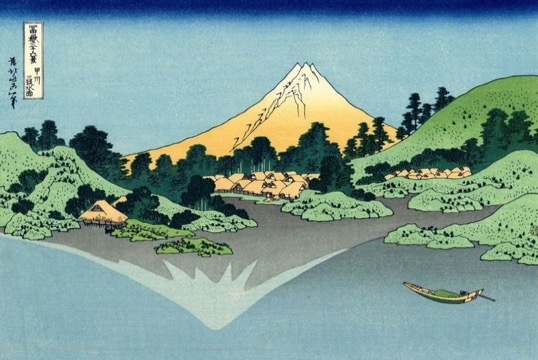 冨嶽三十六景
甲州
三坂水面
前北斎為一筆